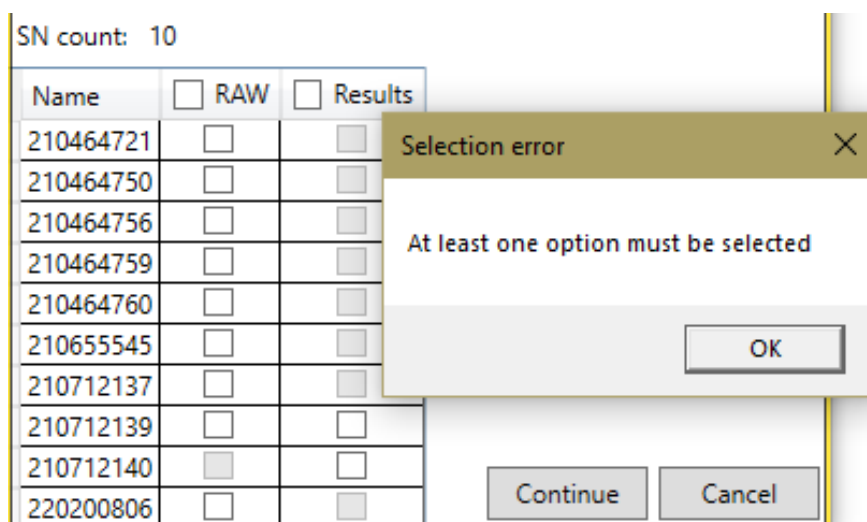 SN count: 10
Name RAW Results
210464721
210464750
210464756
210464759
210464760
210655545
210712137
210712139
210712140
220200806
Selection error
At least one option must be selected
OK
Continue Cancel